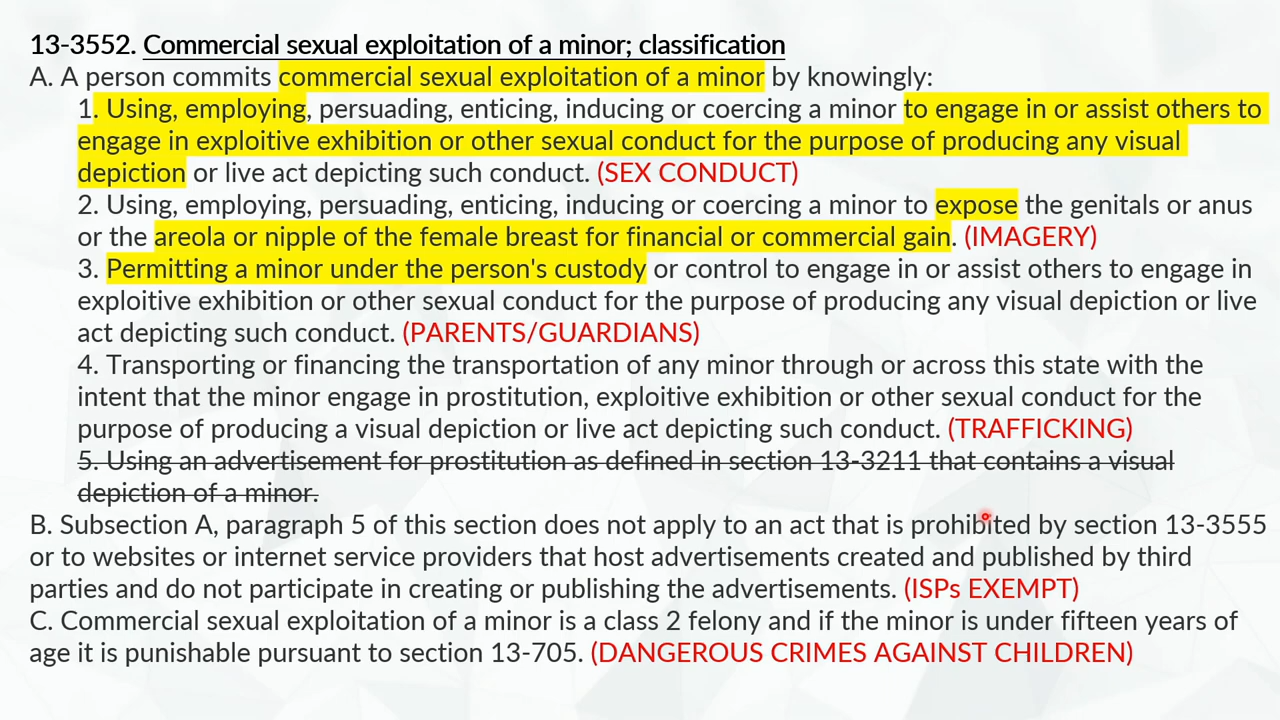 13-3552. Commercial sexual exploitation of a minor; classification
A. A person commits commercial sexual exploitation of a minor by knowingly:
1. Using, employing, persuading, enticing, inducing or coercing a minor to engage in or assist others to
engage in exploitive exhibition or other sexual conduct for the purpose of producing any visual
depiction or live act depicting such conduct. (SEX CONDUCT)
2. Using, employing, persuading, enticing, inducing or coercing a minor to expose the genitals or anus
or the areola or nipple of the female breast for financial or commercial gain. (IMAGERY)
3. Permitting a minor under the person's custody or control to engage in or assist others to engage in
exploitive exhibition or other sexual conduct for the purpose of producing any visual depiction or live
act depicting such conduct. (PARENTS/GUARDIANS)
4. Transporting or financing the transportation of any minor through or across this state with the
intent that the minor engage in prostitution, exploitive exhibition or other sexual conduct for the
purpose of producing a visual depiction or live act depicting such conduct. (TRAFFICKING)
5. Using an advertisement for prostitution as defined in section 13-3211 that contains a visual
depiction of a minor.
B. Subsection A, paragraph 5 of this section does not apply to an act that is prohibited by section 13-3555
or to websites or internet service providers that host advertisements created and published by third
parties and do not participate in creating or publishing the advertisements. (ISPs EXEMPT)
C. Commercial sexual exploitation of a minor is a class 2 felony and if the minor is under fifteen years of
age it is punishable pursuant to section 13-705. (DANGEROUS CRIMES AGAINST CHILDREN)